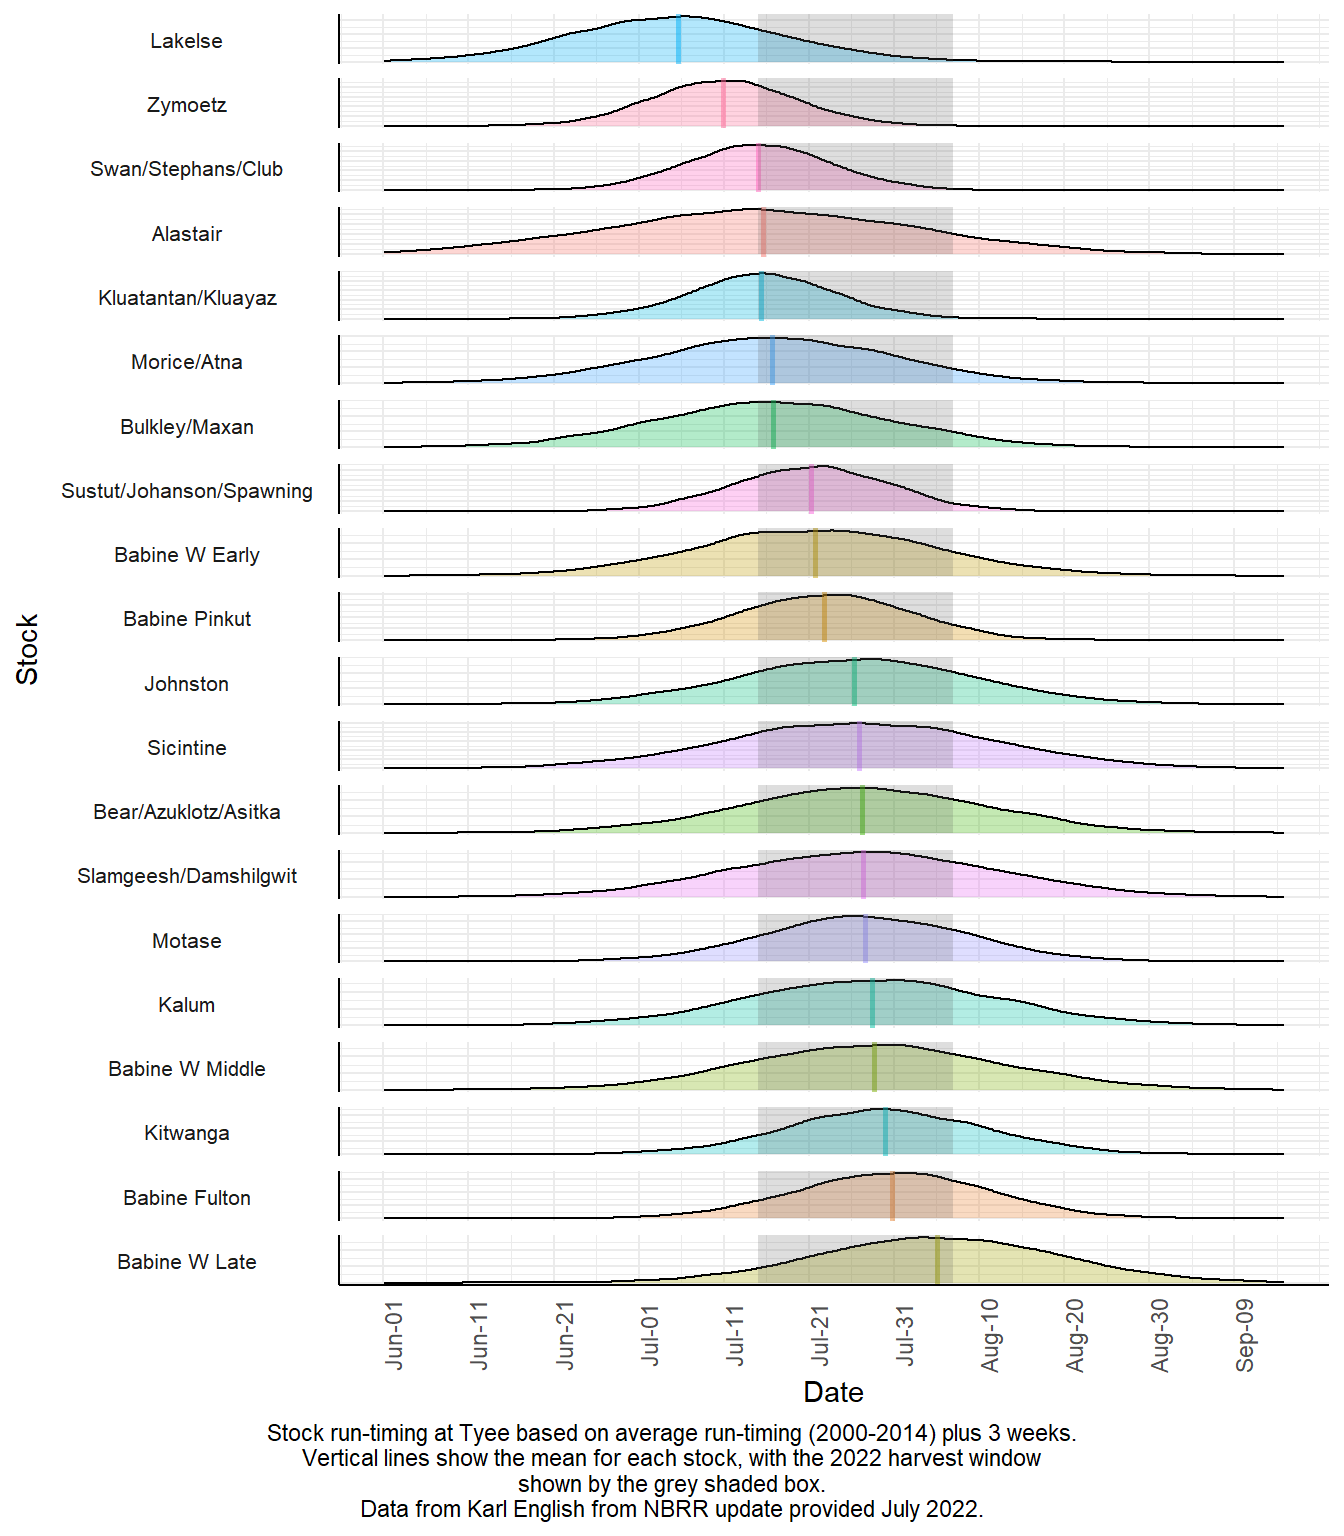 Lakelse
Zymoetz
Swan/Stephans/Club
Alastair
Kluatantan/Kluayaz
Morice/Atna
Bulkley/Maxan
Sustut/Johanson/Spawning
Babine W Early
Babine Pinkut
Johnston
Sicintine
Bear/Azuklotz/Asitka
Slamgeesh/Damshilgwit
Motase
Kalum
Babine W Middle
Kitwanga
Babine Fulton
Babine W Late
Stock
Jun-01
Jun-11
Jun-21
Jul-01
Jul-11
Jul-21
Jul-31
Aug-10
Aug-20
Aug-30
Sep-09
Date
Stock run-timing at Tyee based on average run-timing (2000-2014) plus 3 weeks.
Vertical lines show the mean for each stock, with the 2022 harvest window
shown by the grey shaded box.
Data from Karl English from NBRR update provided July 2022.